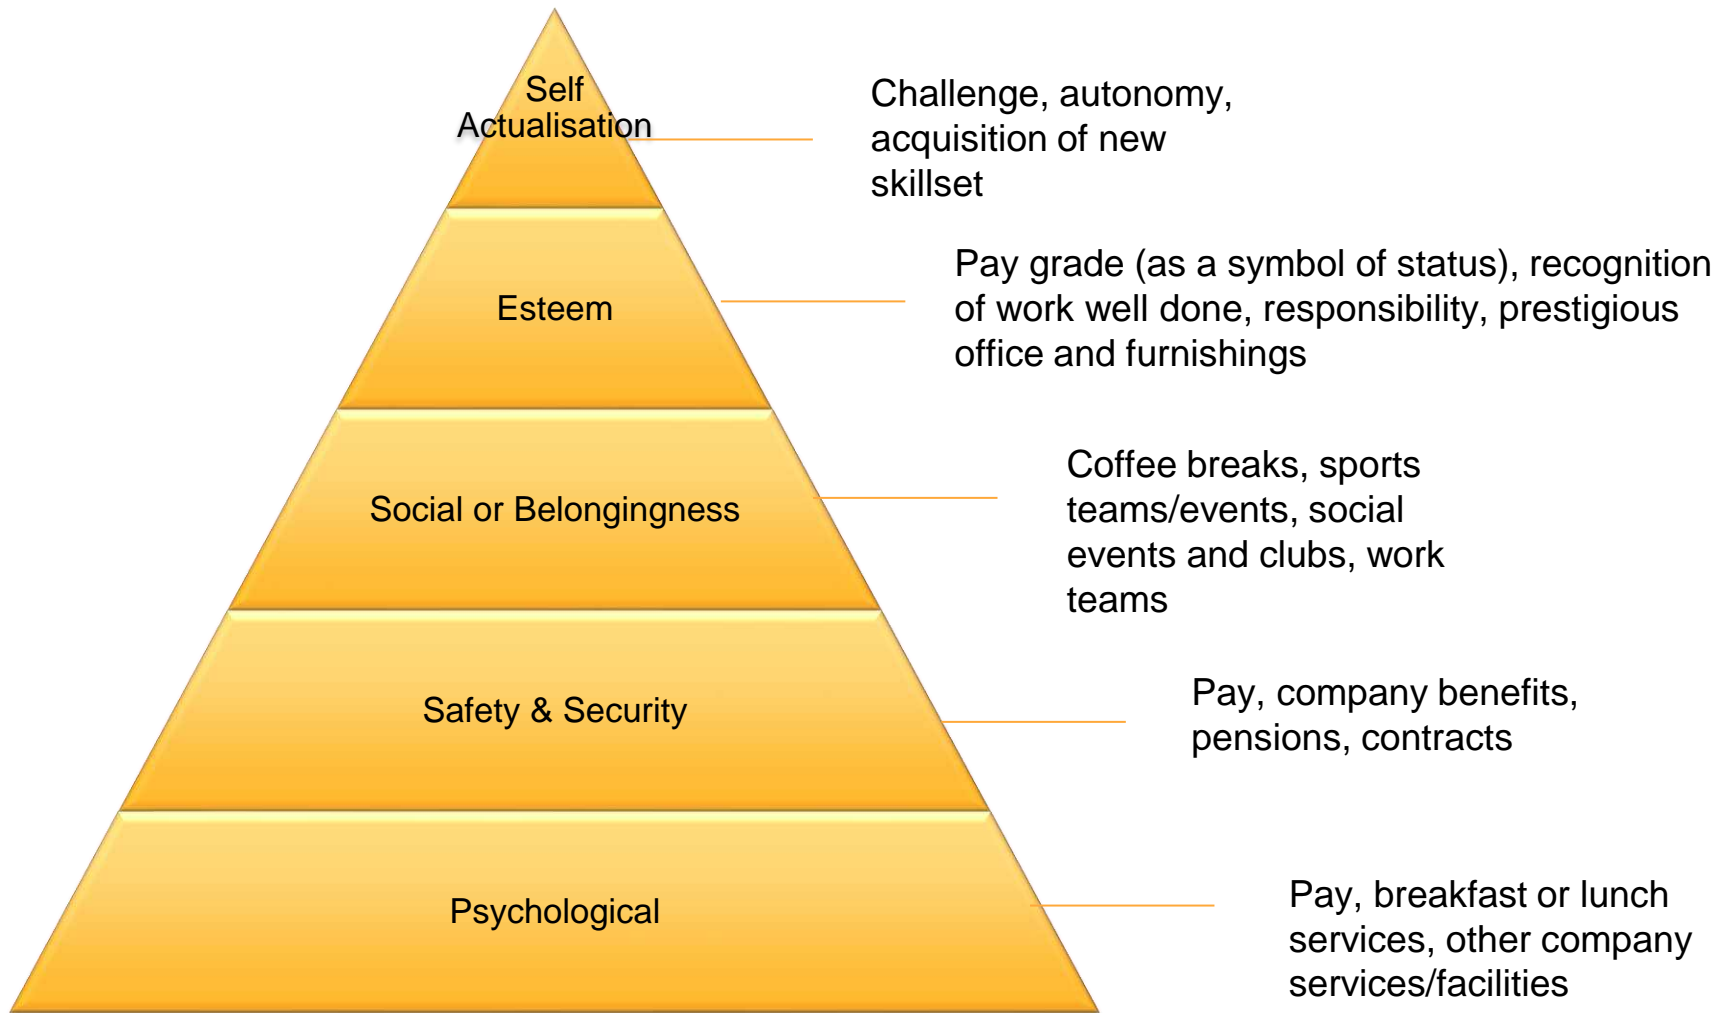 Self
Actualisation
Challenge, autonomy,
acquisition of new
skillset
Esteem
Pay grade (as a symbol of status), recognition
of work well done, responsibility, prestigious
office and furnishings
Social or Belongingness
Coffee breaks, sports
teams/events, social
events and clubs, work
teams
Safety & Security
Pay, company benefits,
pensions, contracts
Psychological
Pay, breakfast or lunch
services, other company
services/facilities